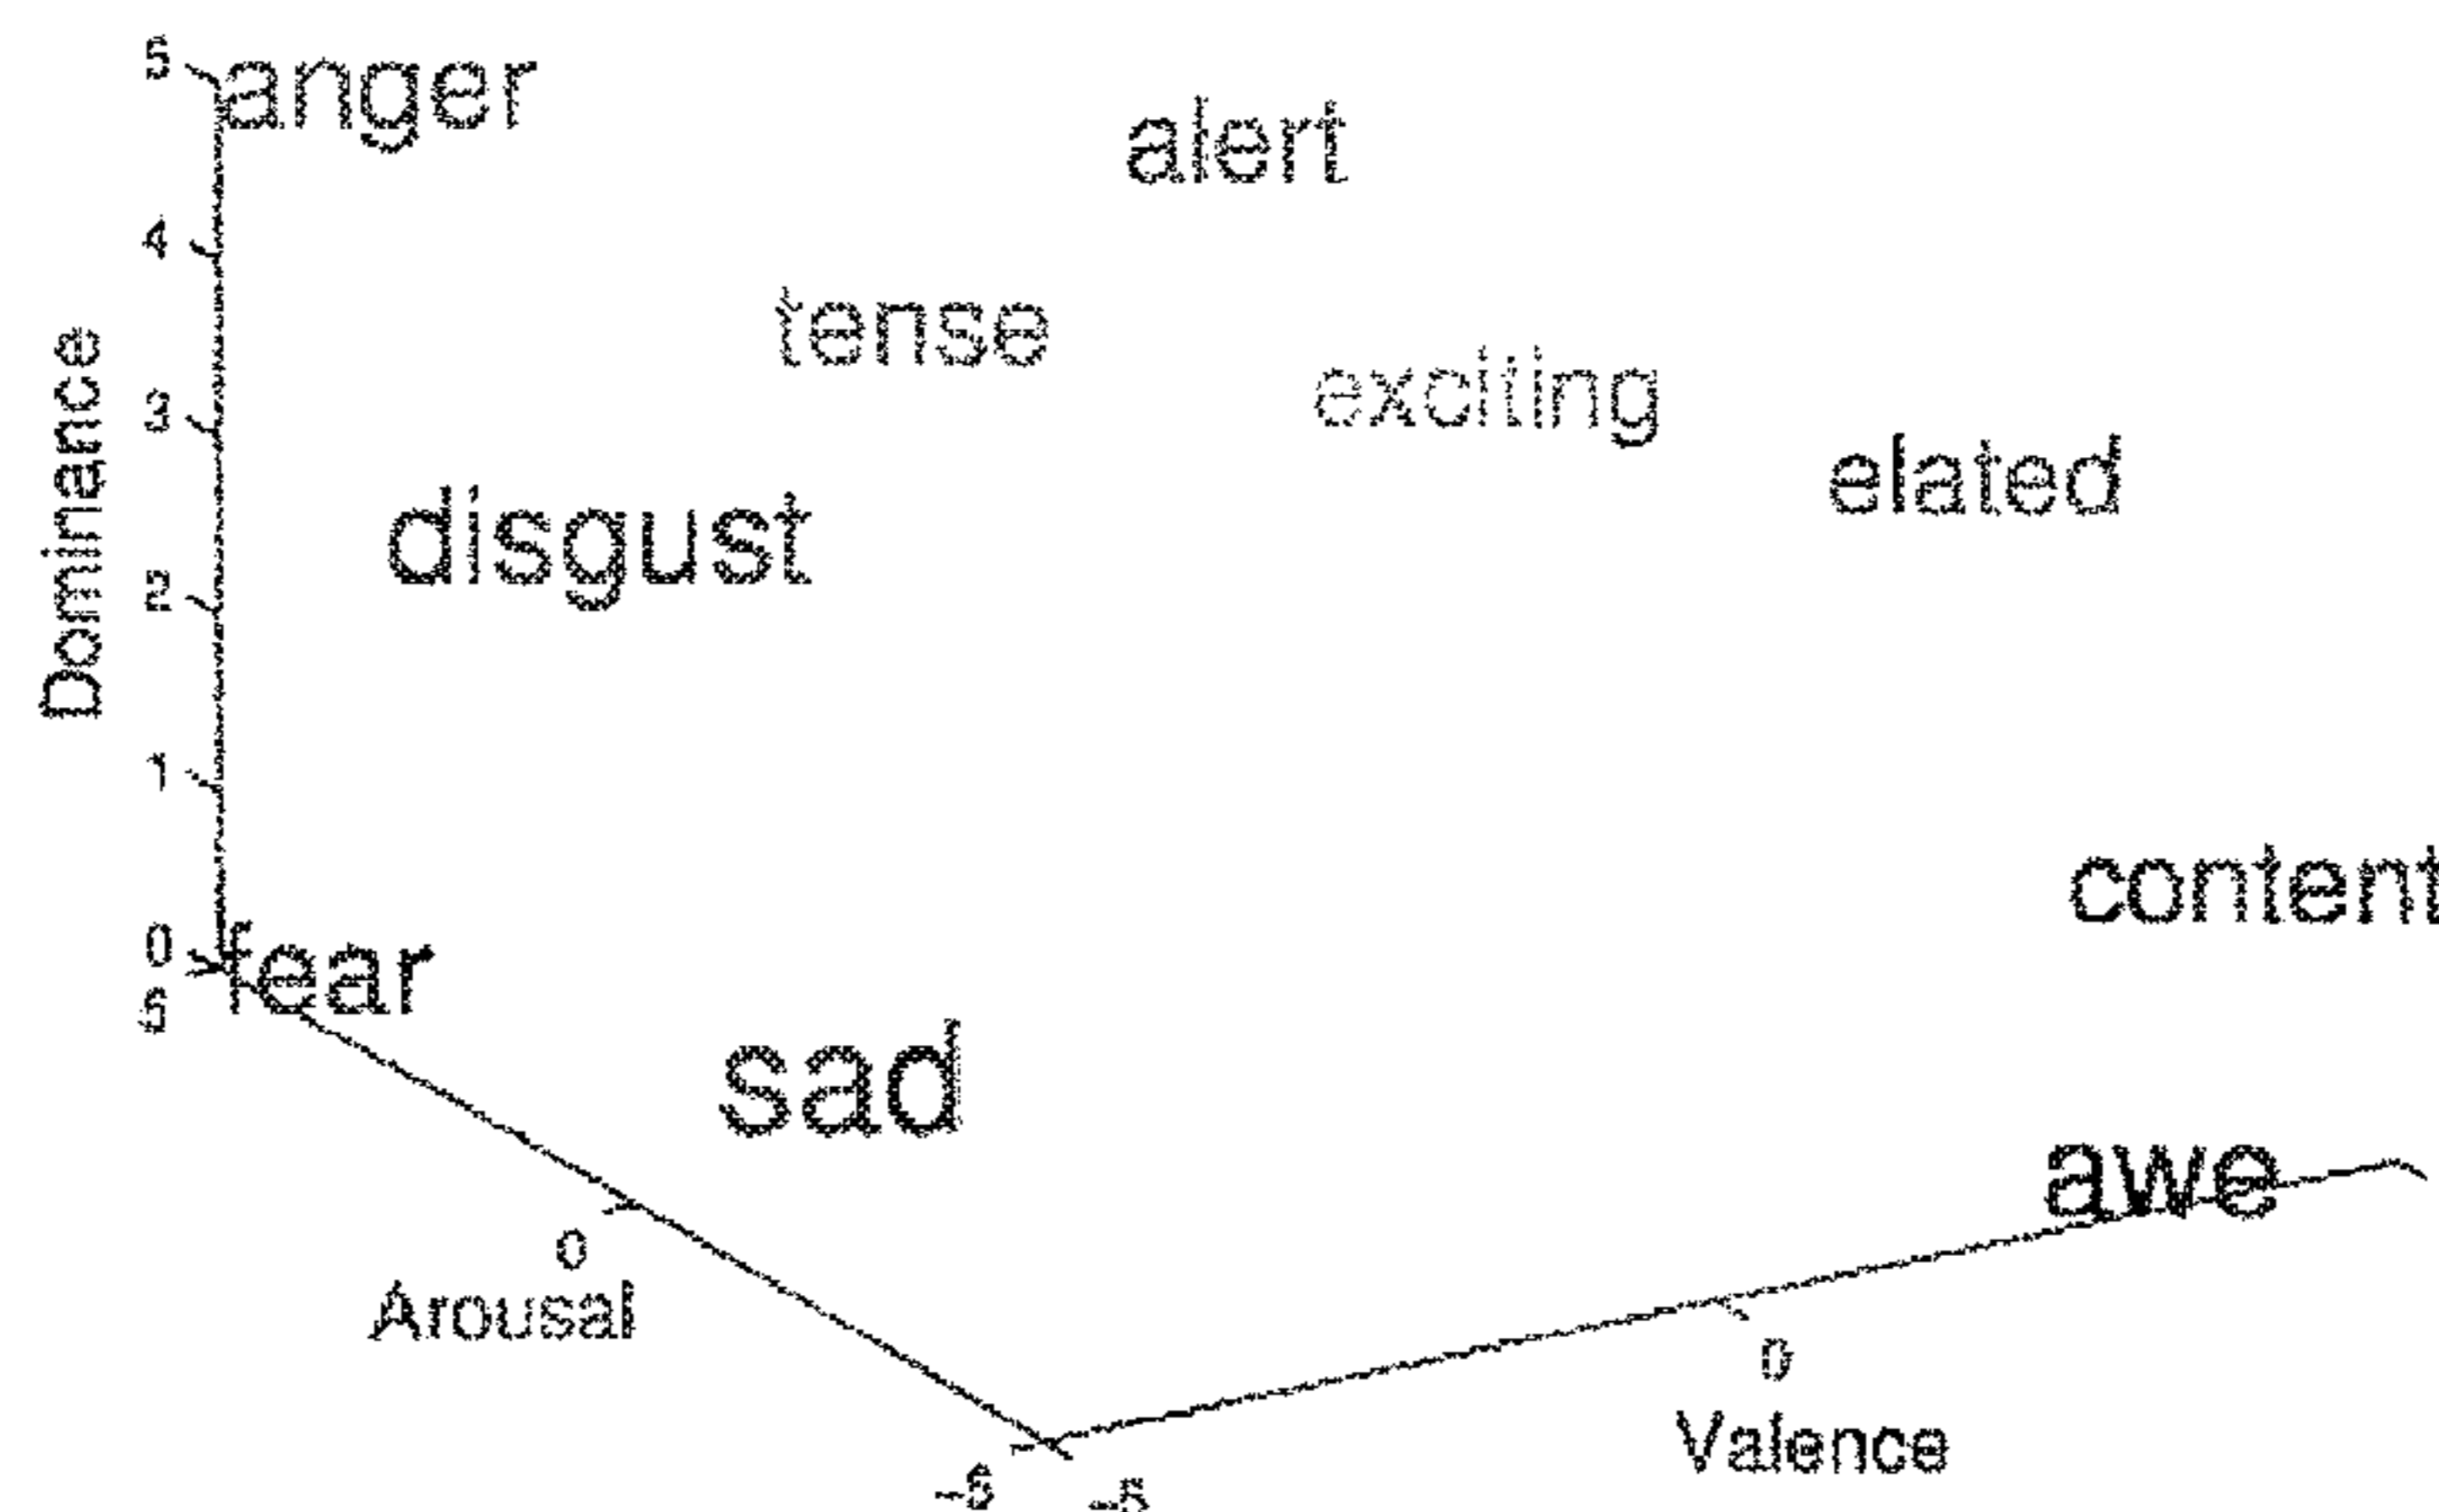 5
anger
alert
4
tense
exciting
3
Dominance
elated
disgust
2
1
content
0
fear
5
sad
awe
0
Arousal
0
Valence
-5
-5